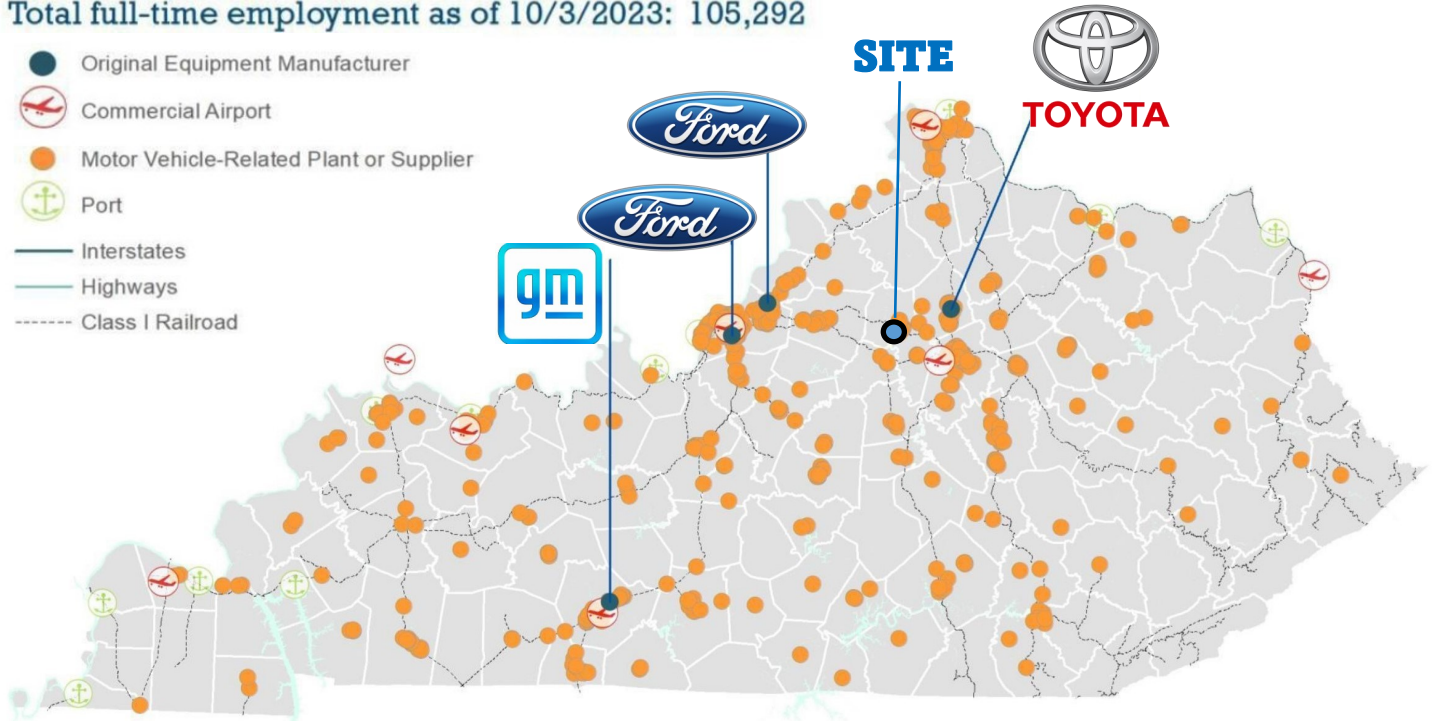 Total full-time employment as of 10/3/2023: 105,292
Original Equipment Manufacturer
Commercial Airport
Motor Vehicle-Related Plant or Supplier
Port
Interstates
Highways
Class I Railroad
SITE
TOYOTA
Ford
Ford
gm